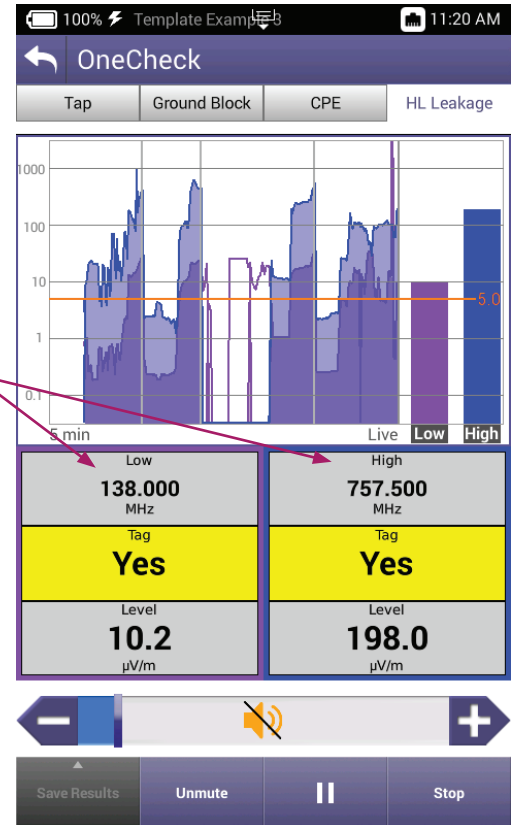 100% Template Example 3 11:20 AM
OneCheck
Tap Ground Block CPE HL Leakage
1000
100
10
5.0
1
0.1
5 min Live Low High
Low High
138.000 757.500
MHz MHz
Tag Tag
Yes Yes
Level Level
10.2 198.0
µV/m µV/m
Save Results Unmute Stop